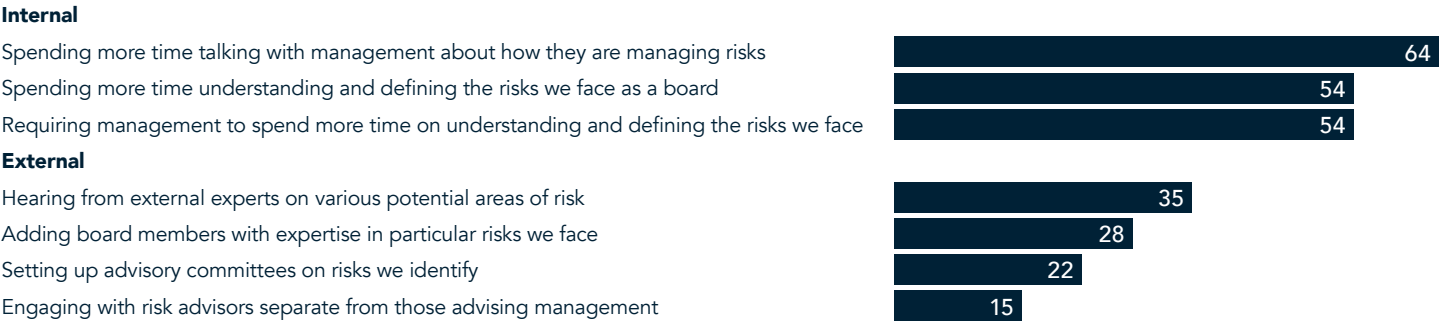 Internal
Spending more time talking with management about how they are managing risks 64
Spending more time understanding and defining the risks we face as a board 54
Requiring management to spend more time on understanding and defining the risks we face 54
External
Hearing from external experts on various potential areas of risk 35
Adding board members with expertise in particular risks we face 28
Setting up advisory committees on risks we identify 22
Engaging with risk advisors separate from those advising management 15